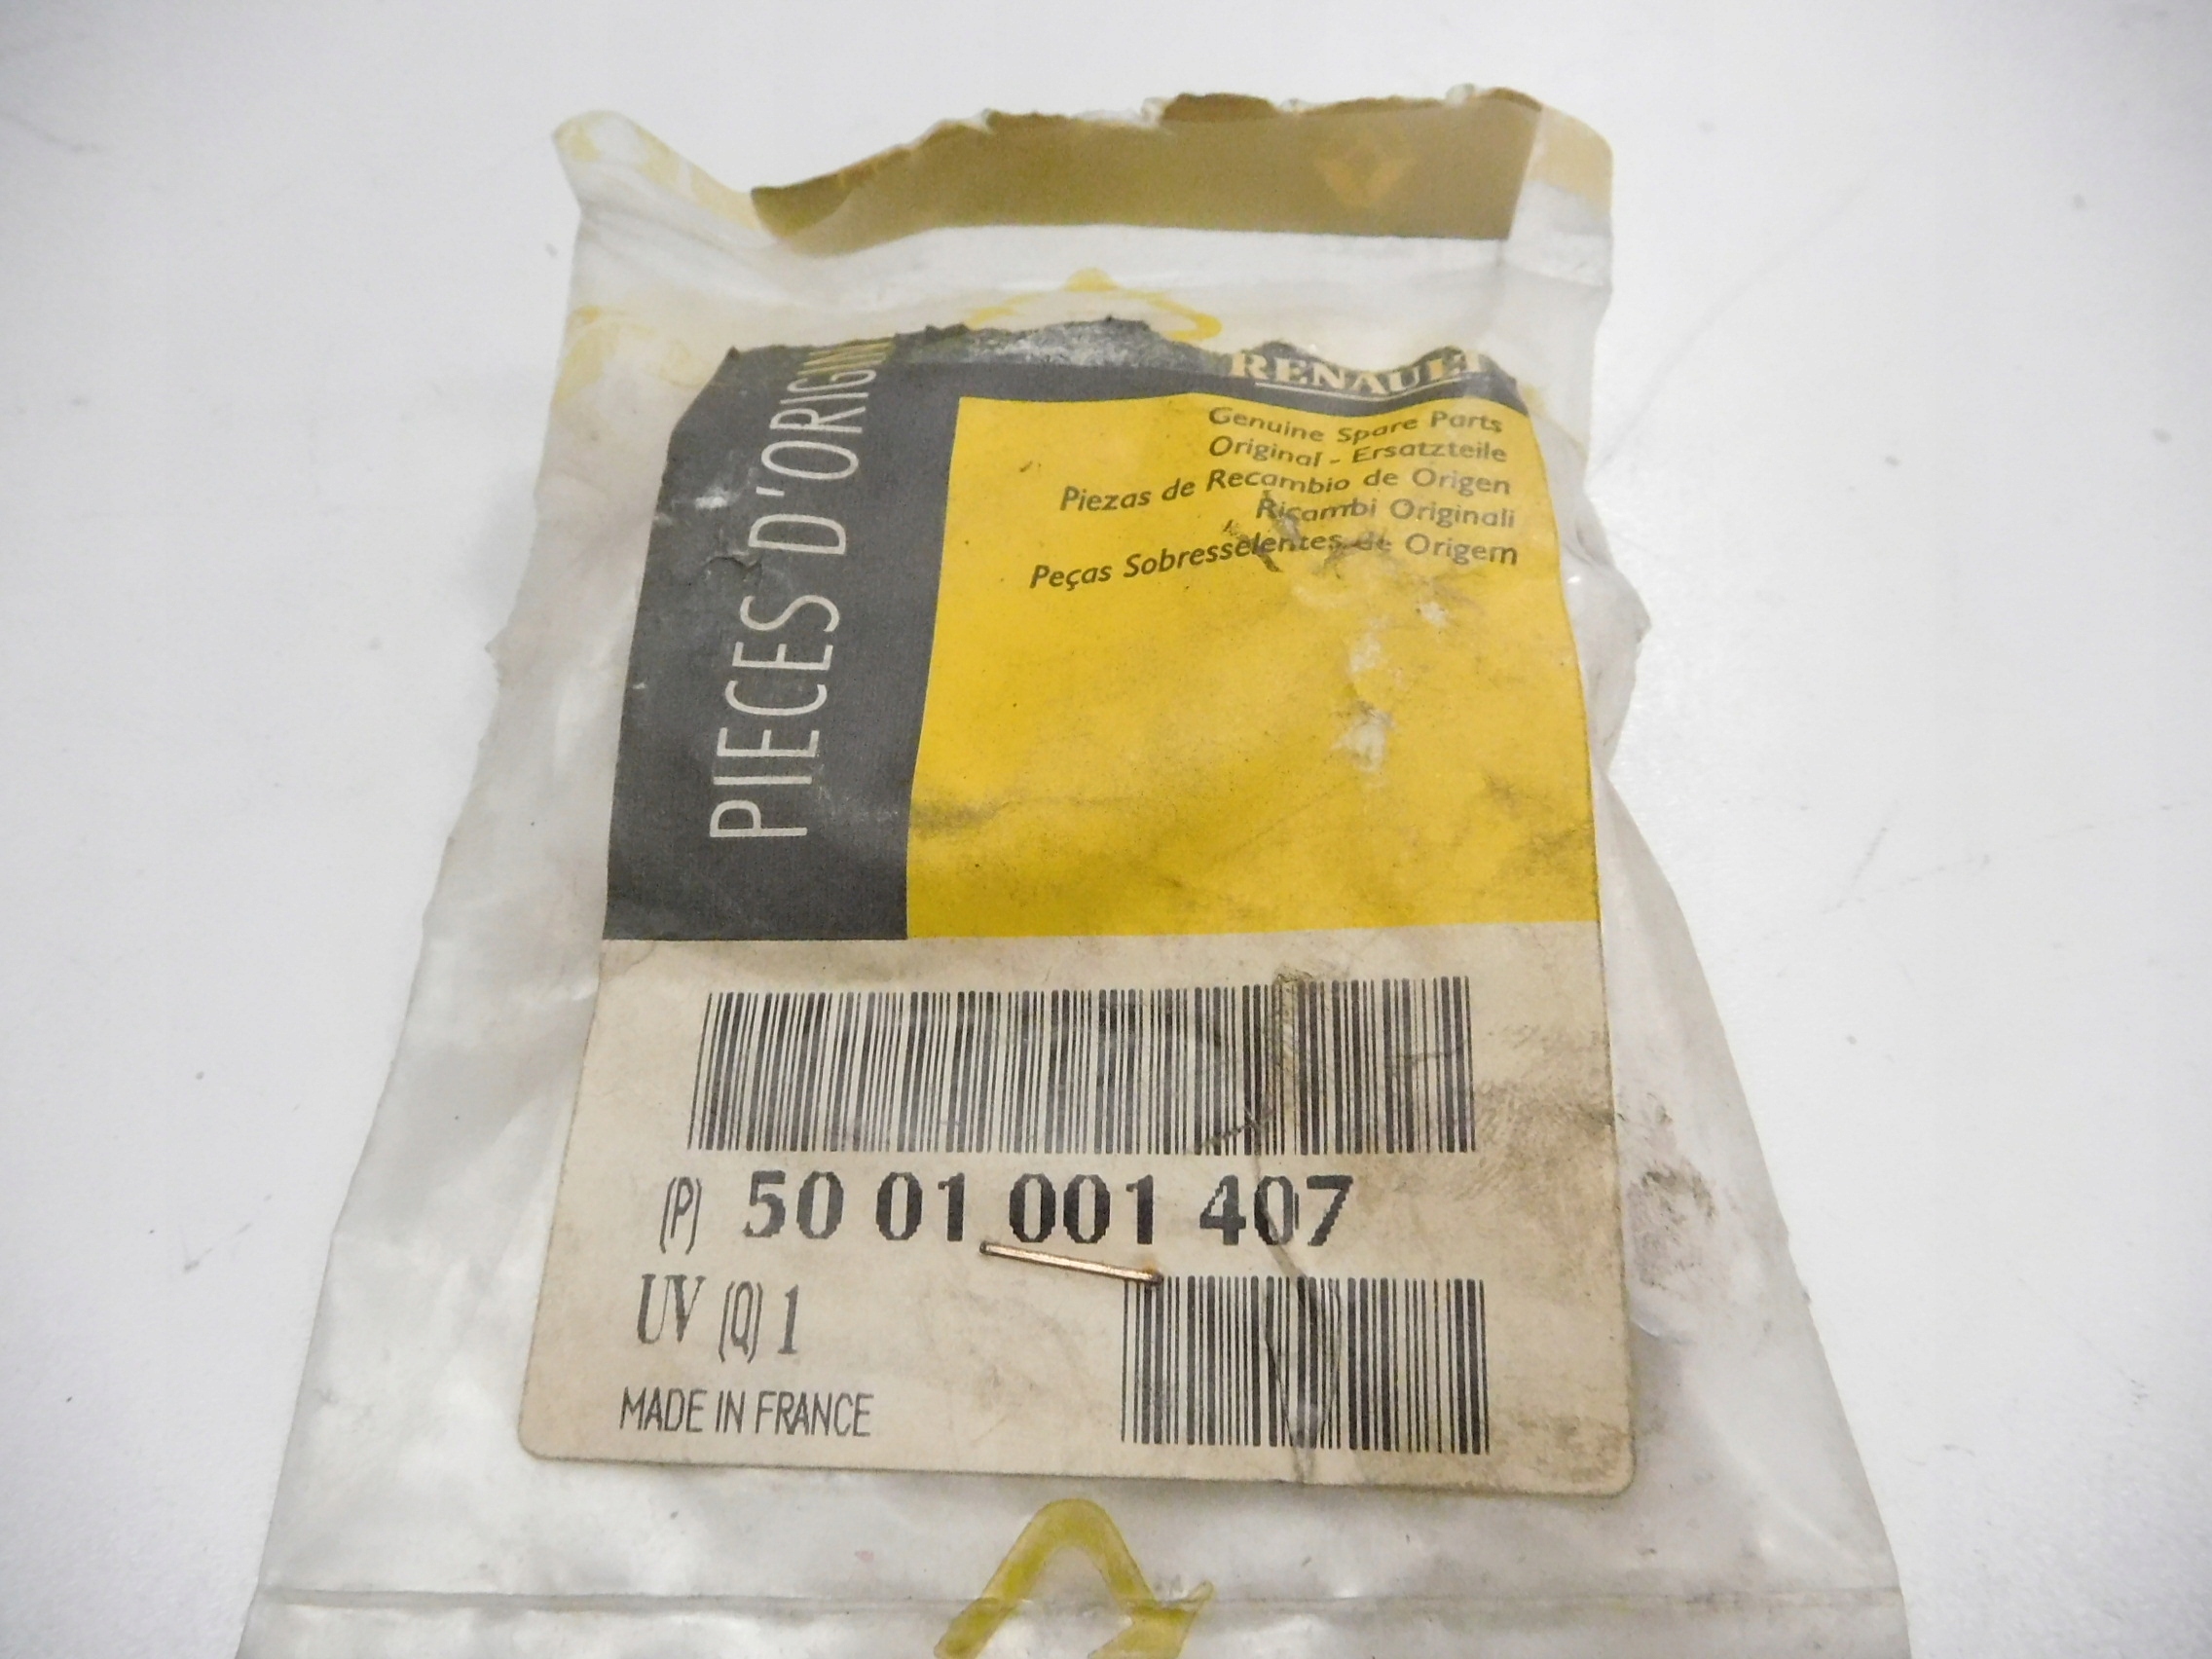 RENAULT
PIECES D'ORIGIN
Genuine Spare Parts
Original - Ersatzteile
Piezas de Recambio de Origen
Ricambi Originali
Peças Sobresselentes de Origem
(P) 50 01 001 407
UV (Q) 1
MADE IN FRANCE